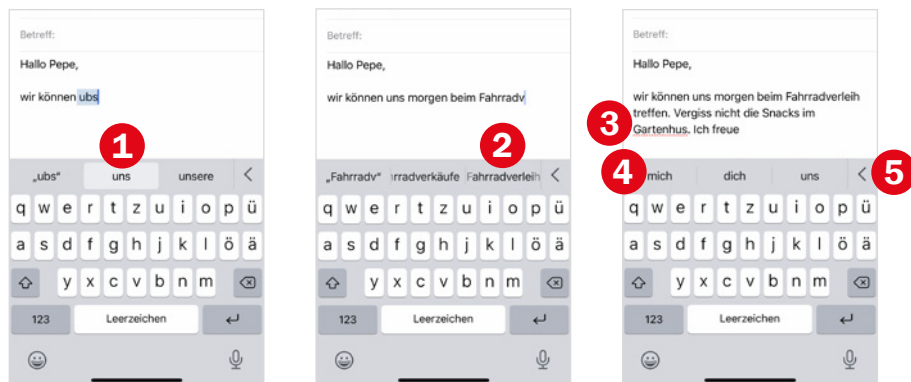 Betreff:
Hallo Pepe,
wir können ubs
1
„ubs“ uns unsere
q w e r t z u i o p ü
a s d f g h j k l ö ä
y x c v b n m
123 Leerzeichen
Betreff:
Hallo Pepe,
wir können uns morgen beim Fahrradv
2
„Fahrradv“ rradverkäufe Fahrradverleih
q w e r t z u i o p ü
a s d f g h j k l ö ä
y x c v b n m
123 Leerzeichen
Betreff:
Hallo Pepe,
wir können uns morgen beim Fahrradverleih
treffen. Vergiss nicht die Snacks im
3 Gartenhus. Ich freue
4 mich dich uns 5
q w e r t z u i o p ü
a s d f g h j k l ö ä
y x c v b n m
123 Leerzeichen